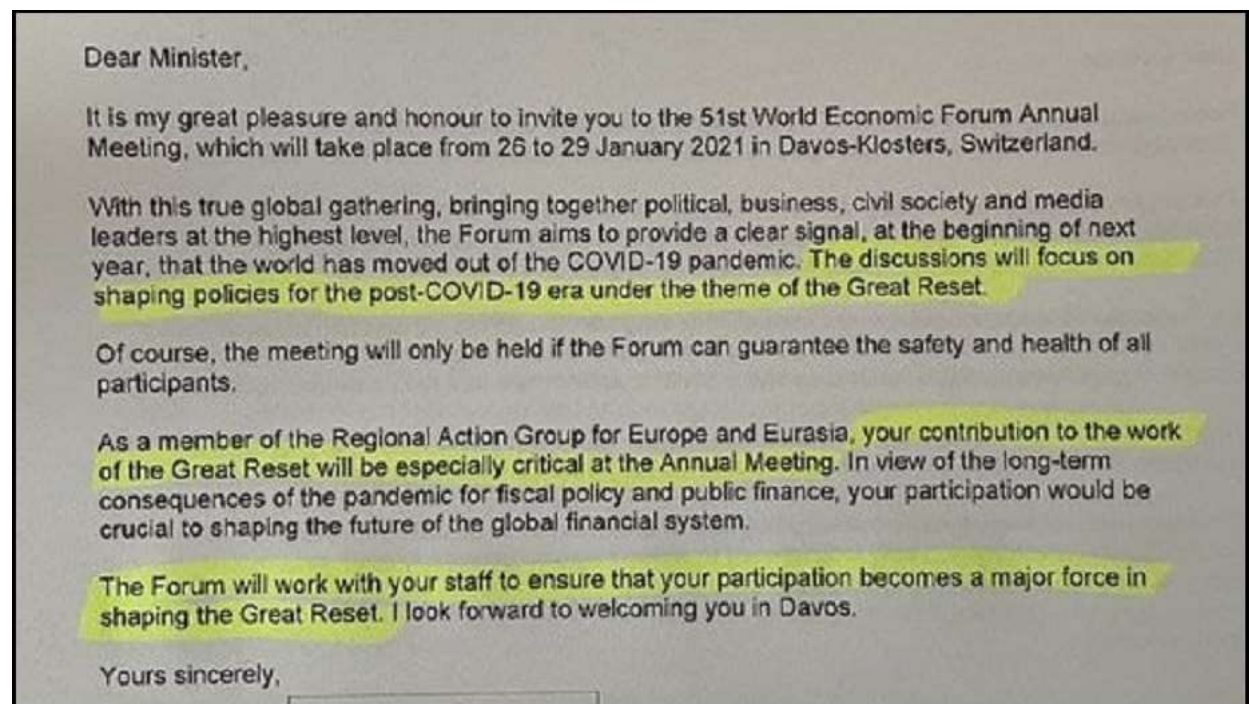 Dear Minister,
It is my great pleasure and honour to invite you to the 51st World Economic Forum Annual
Meeting, which will take place from 26 to 29 January 2021 in Davos-Klosters, Switzerland.
With this true global gathering, bringing together political, business, civil society and media
leaders at the highest level, the Forum aims to provide a clear signal, at the beginning of next
year, that the world has moved out of the COVID-19 pandemic. The discussions will focus on
shaping policies for the post-COVID-19 era under the theme of the Great Reset.
Of course, the meeting will only be held if the Forum can guarantee the safety and health of all
participants.
As a member of the Regional Action Group for Europe and Eurasia, your contribution to the work
of the Great Reset will be especially critical at the Annual Meeting. In view of the long-term
consequences of the pandemic for fiscal policy and public finance, your participation would be
crucial to shaping the future of the global financial system.
The Forum will work with your staff to ensure that your participation becomes a major force in
shaping the Great Reset. I look forward to welcoming you in Davos.
Yours sincerely,